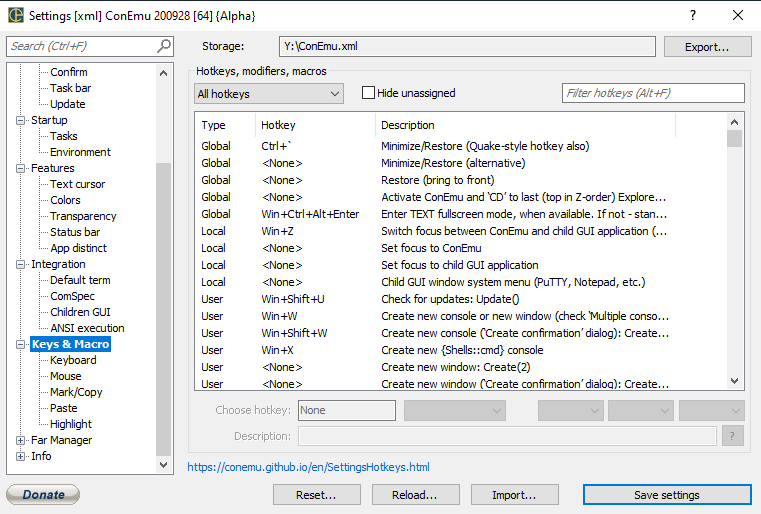 Settings [xml] ConEmu 200928 [64] {Alpha}
Search (Ctrl+F)
Storage:
Y:\ConEmu.xml
Export...
Confirm
Task bar
Update
Startup
Tasks
Environment
Features
Text cursor
Colors
Transparency
Status bar
App distinct
Integration
Default term
ComSpec
Children GUI
ANSI execution
Keys & Macro
Keyboard
Mouse
Mark/Copy
Paste
Highlight
Far Manager
Info
Hotkeys, modifiers, macros
All hotkeys
Hide unassigned
Filter hotkeys (Alt+F)
Type Hotkey Description
Global Ctrl+` Minimize/Restore (Quake-style hotkey also)
Global <None> Minimize/Restore (alternative)
Global <None> Restore (bring to front)
Global <None> Activate ConEmu and ‘CD’ to last (top in Z-order) Explore...
Global Win+Ctrl+Alt+Enter Enter TEXT fullscreen mode, when available. If not - stan...
Local Win+Z Switch focus between ConEmu and child GUI application (...
Local <None> Set focus to ConEmu
Local <None> Set focus to child GUI application
Local <None> Child GUI window system menu (PuTTY, Notepad, etc.)
User Win+Shift+U Check for updates: Update()
User Win+W Create new console or new window (check ‘Multiple conso...
User Win+Shift+W Create new console (‘Create confirmation’ dialog): Create...
User Win+X Create new {Shells::cmd} console
User <None> Create new window: Create(2)
User <None> Create new window (‘Create confirmation’ dialog): Create...
Choose hotkey: None
Description:
?
https://conemu.github.io/en/SettingsHotkeys.html
Donate
Reset...
Reload...
Import...
Save settings